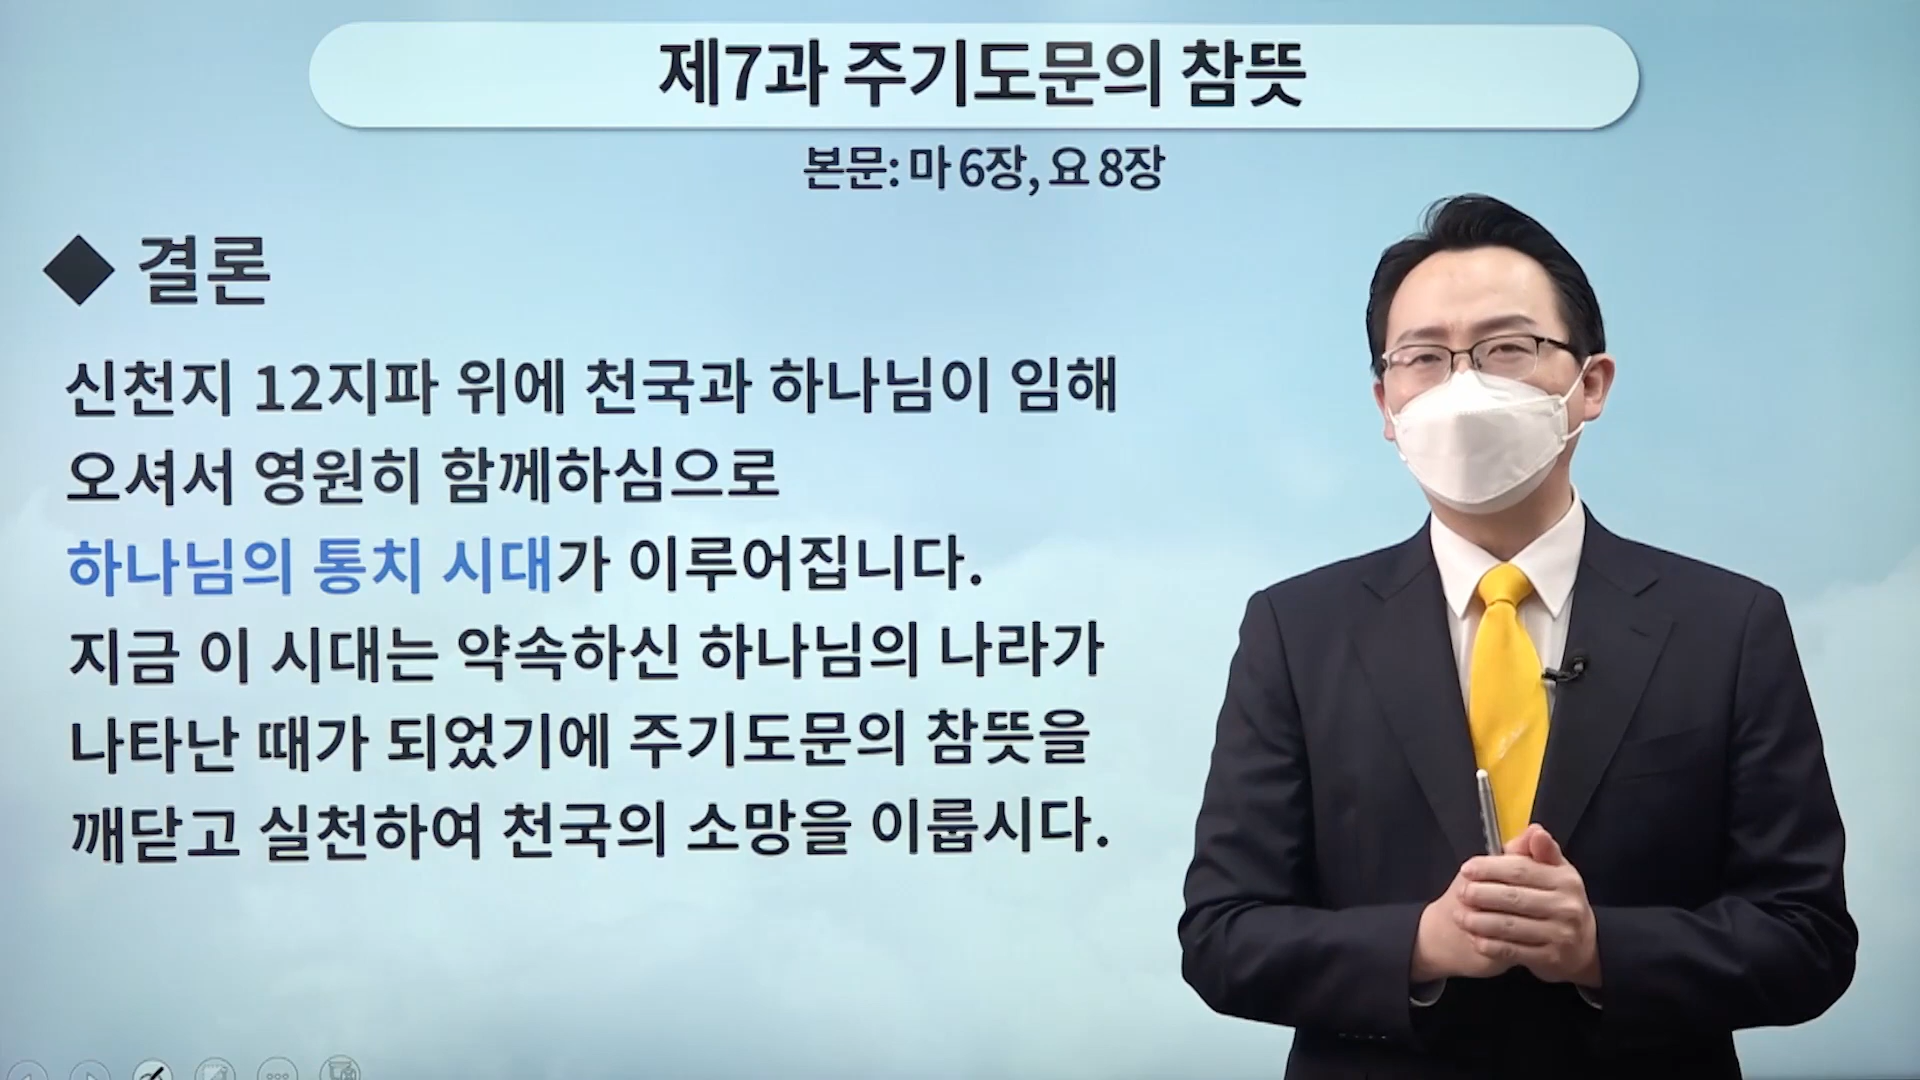 제7과 주기도문의 참뜻
본문: 마 6장, 요 8장
◆ 결론
신천지 12지파 위에 천국과 하나님이 임해
오셔서 영원히 함께하심으로
하나님의 통치 시대가 이루어집니다.
지금 이 시대는 약속하신 하나님의 나라가
나타난 때가 되었기에 주기도문의 참뜻을
깨닫고 실천하여 천국의 소망을 이룹시다.